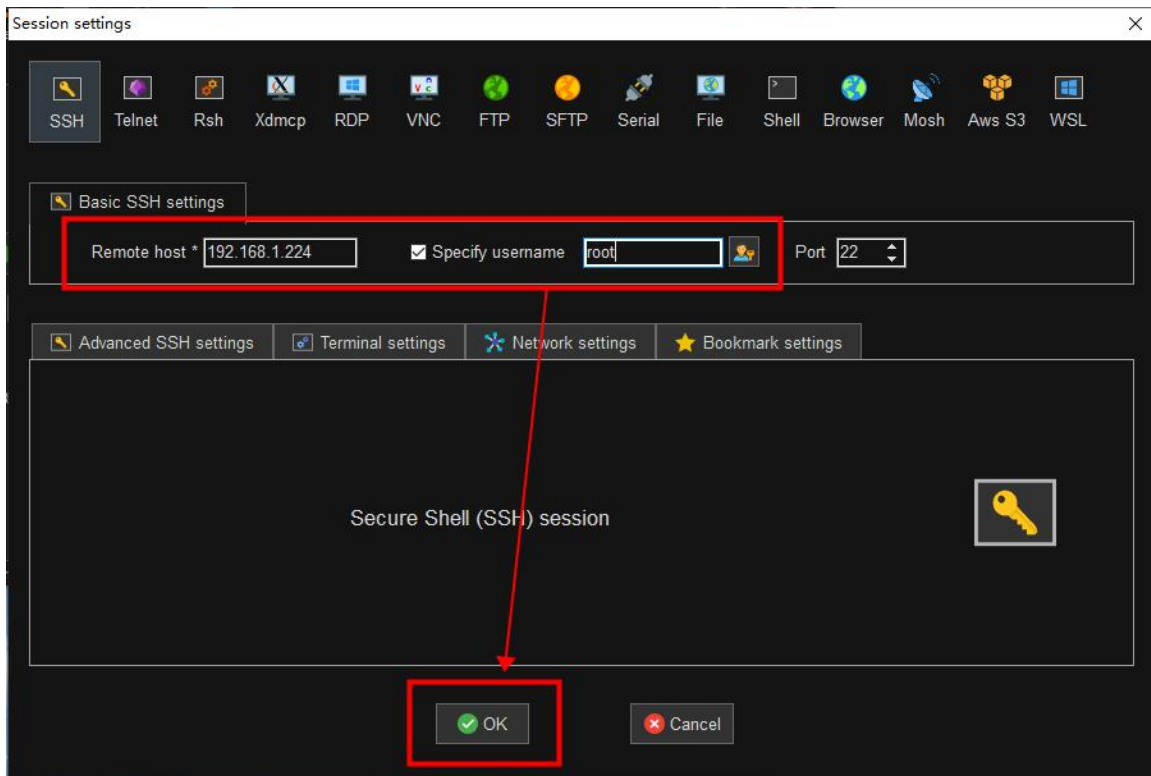 Session settings
SSH Telnet Rsh Xdmcp RDP VNC FTP SFTP Serial File Shell Browser Mosh Aws S3 WSL
Basic SSH settings
Remote host * 192.168.1.224 Specify username root Port 22
Advanced SSH settings Terminal settings Network settings Bookmark settings
Secure Shell (SSH) session
OK Cancel